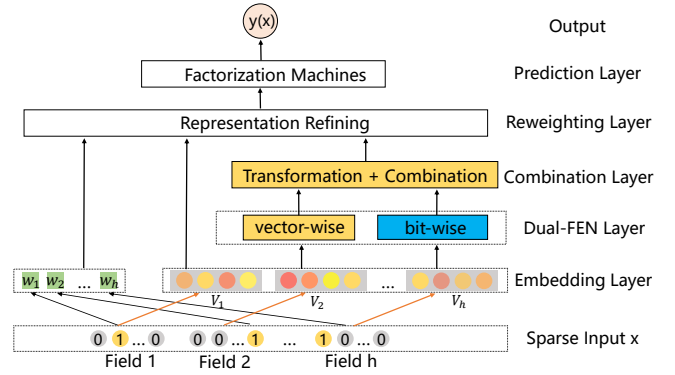 y(x) Output
Factorization Machines Prediction Layer
Representation Refining Reweighting Layer
Transformation + Combination Combination Layer
vector-wise bit-wise Dual-FEN Layer
w1 w2 ... wh ... Embedding Layer
V1 V2 Vh
0 1 ... 0 0 0 ... 1 ... 1 0 ... 0 Sparse Input x
Field 1 Field 2 Field h